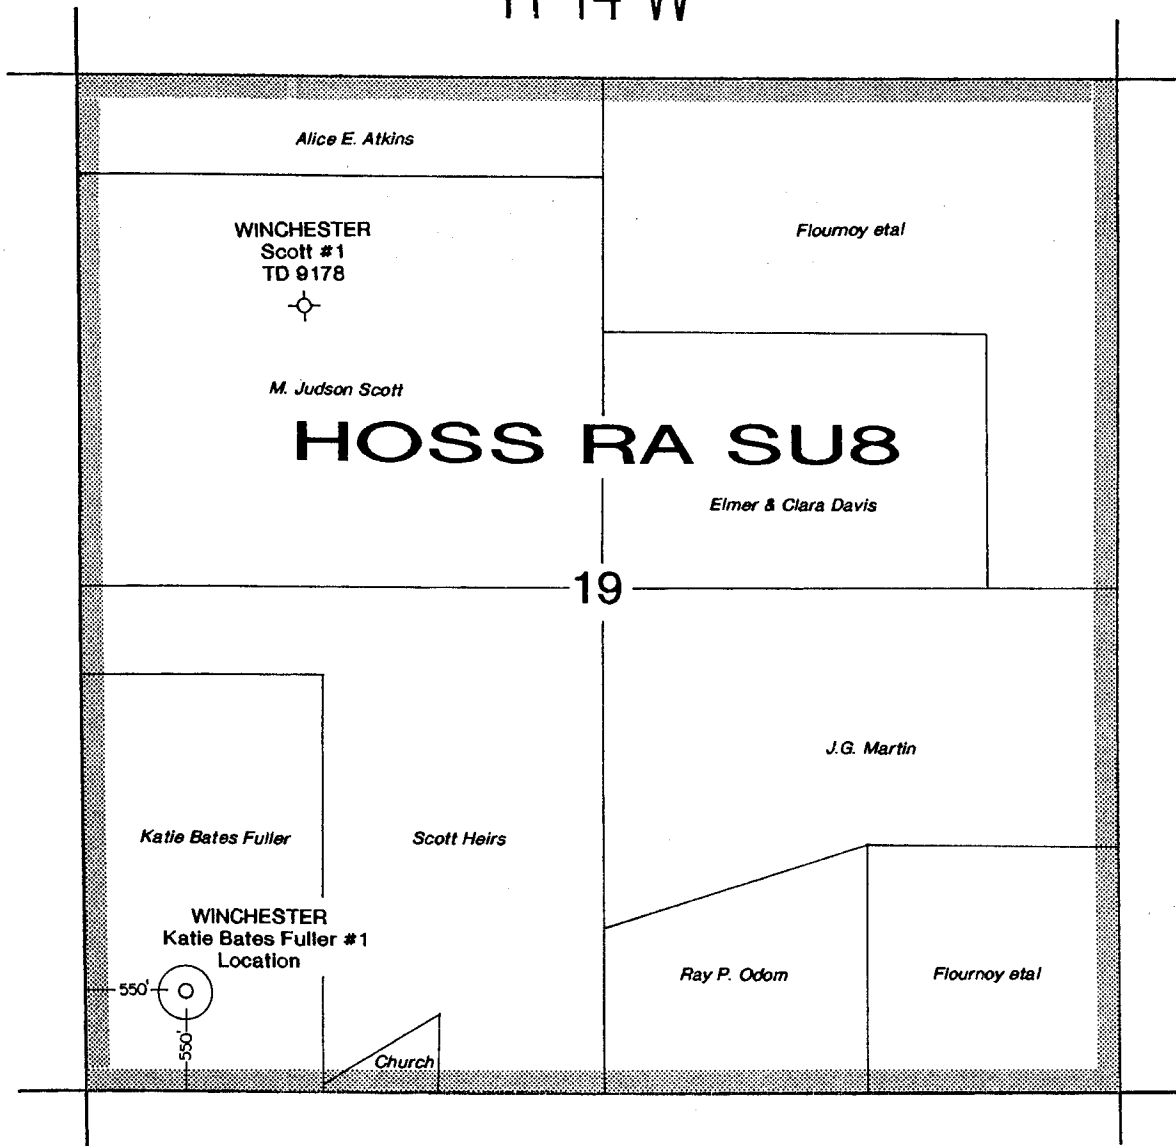 Alice E. Atkins
WINCHESTER
Scott #1
TD 9178
Flournoy etal
M. Judson Scott
HOSS RA SU8
Elmer & Clara Davis
19
J.G. Martin
Katie Bates Fuller
Scott Heirs
WINCHESTER
Katie Bates Fuller #1
Location
550'
550'
Ray P. Odom
Flournoy etal
Church